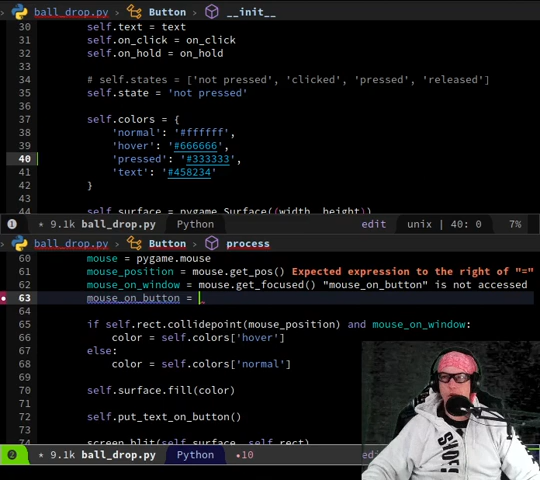 ball_drop.py > Button > __init__
30 self.text = text
31 self.on_click = on_click
32 self.on_hold = on_hold
33
34 # self.states = ['not pressed', 'clicked', 'pressed', 'released']
35 self.state = 'not pressed'
36
37 self.colors = {
38 'normal': '#ffffff',
39 'hover': '#666666',
40 'pressed': '#333333',
41 'text': '#458234'
42 }
43
44 self.surface = pygame.Surface((width, height))
1 * 9.1k ball_drop.py Python edit unix | 40: 0 7%
ball_drop.py > Button > process
60 mouse = pygame.mouse
61 mouse_position = mouse.get_pos() Expected expression to the right of "="
62 mouse_on_window = mouse.get_focused() "mouse_on_button" is not accessed
63 mouse_on_button =
64
65 if self.rect.collidepoint(mouse_position) and mouse_on_window:
66 color = self.colors['hover']
67 else:
68 color = self.colors['normal']
69
70 self.surface.fill(color)
71
72 self.put_text_on_button()
73
74 screen.blit(self.surface, self.rect)
2 * 9.1k ball_drop.py Python •10